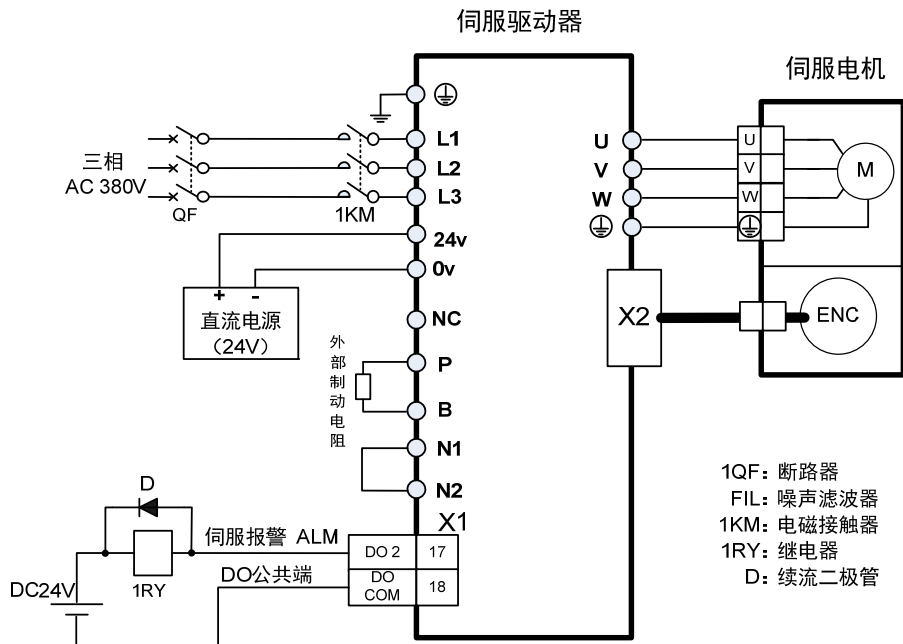 伺服驱动器
伺服电机
三相
AC 380V
QF
1KM
L1
L2
L3
24v
0v
+ -
直流电源
（24V）
NC
外部制动电阻
P
B
N1
N2
X1
U
V
W
U
V
W
M
X2
ENC
D
1RY
DC24V
伺服报警 ALM
DO公共端
DO 2 17
DO COM 18
1QF：断路器
FIL：噪声滤波器
1KM：电磁接触器
1RY：继电器
D：续流二极管